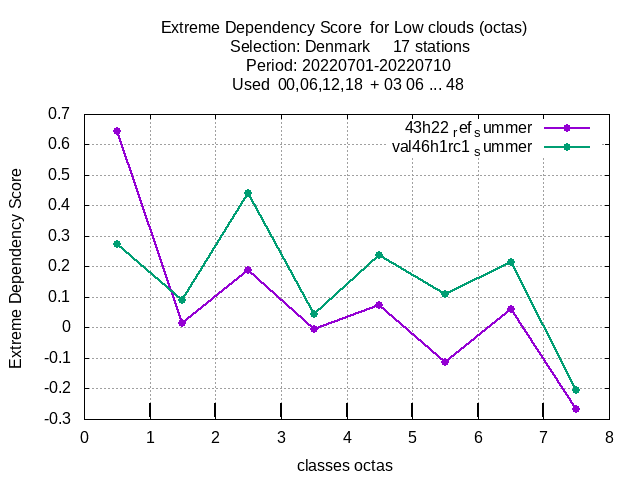 Extreme Dependency Score  for Low clouds (octas)
Selection: Denmark     17 stations
Period: 20220701-20220710
Used  00,06,12,18  + 03 06 ... 48
43h22 ref summer
val46h1rc1 summer
Extreme Dependency Score
0.7
0.6
0.5
0.4
0.3
0.2
0.1
0
-0.1
-0.2
-0.3
0 1 2 3 4 5 6 7 8
classes octas